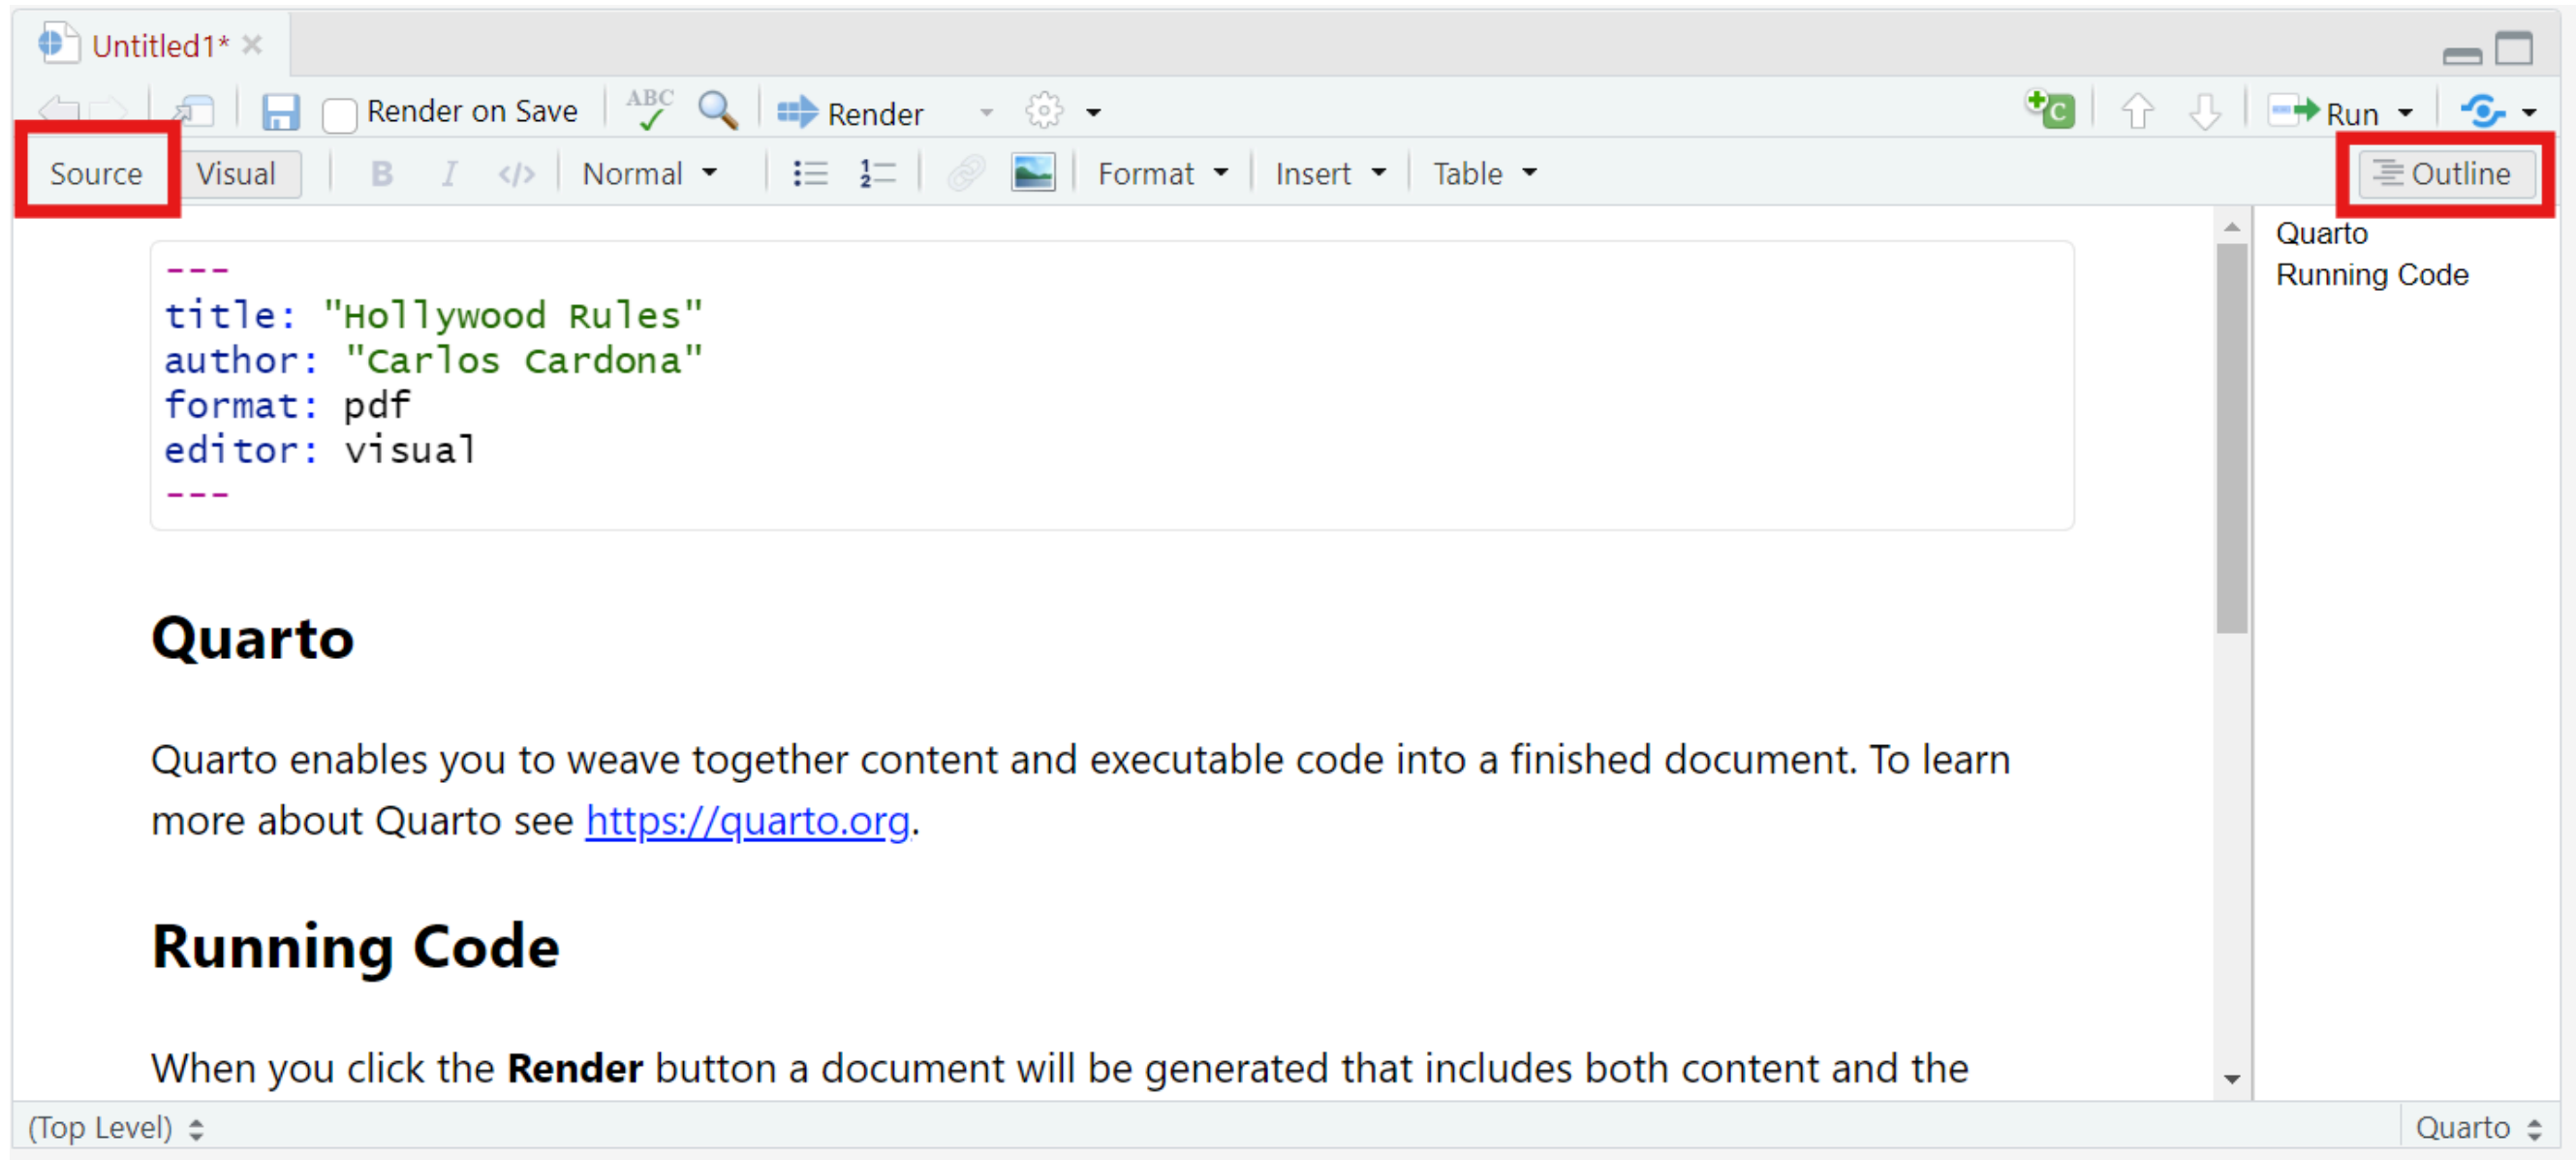 Untitled1*
Render on Save ABC Render C Run
Source Visual B I </> Normal Format Insert Table Outline
---
title: "Hollywood Rules"
author: "Carlos Cardona"
format: pdf
editor: visual
---
Quarto
Quarto enables you to weave together content and executable code into a finished document. To learn
more about Quarto see https://quarto.org.
Running Code
When you click the Render button a document will be generated that includes both content and the
Quarto
Running Code
(Top Level) Quarto